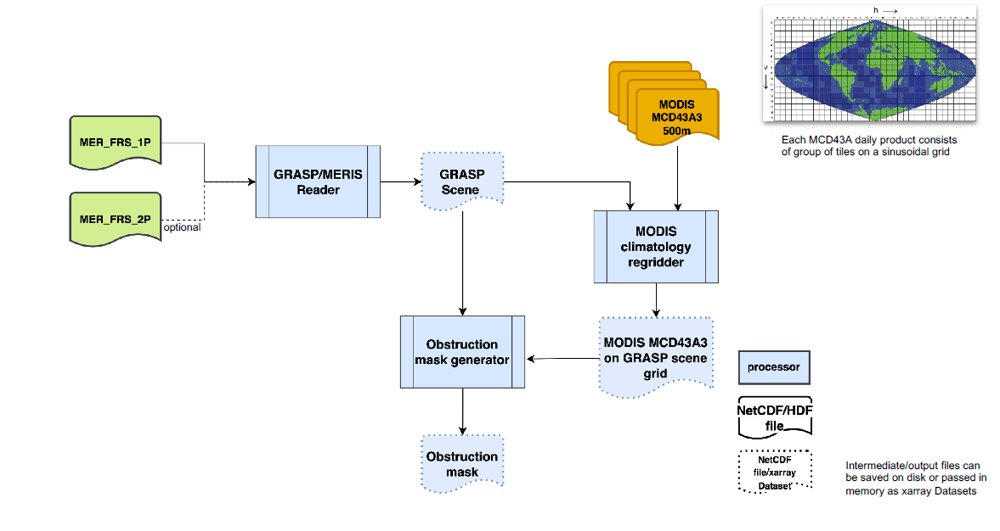 h
v
Each MCD43A daily product consists
of group of tiles on a sinusoidal grid
MODIS
MCD43A3
500m
MER_FRS_1P
MER_FRS_2P
optional
GRASP/MERIS
Reader
GRASP
Scene
MODIS
climatology
regridder
Obstruction
mask generator
MODIS MCD43A3
on GRASP scene
grid
Obstruction
mask
processor
NetCDF/HDF
file
NetCDF
file/xarray
Dataset
Intermediate/output files can
be saved on disk or passed in
memory as xarray Datasets